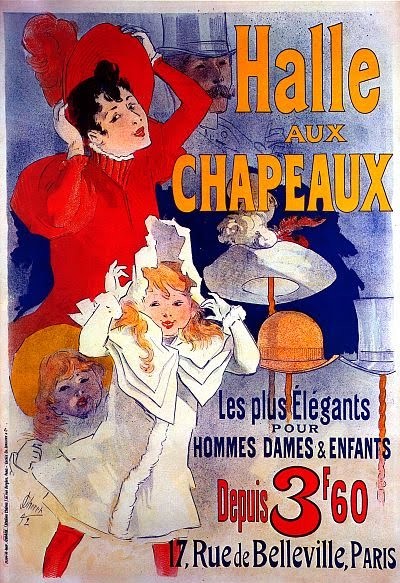 Halle
AUX
CHAPEAUX
Les plus Élégants
POUR
HOMMES DAMES & ENFANTS
Depuis 3F60
17, Rue de Belleville, Paris